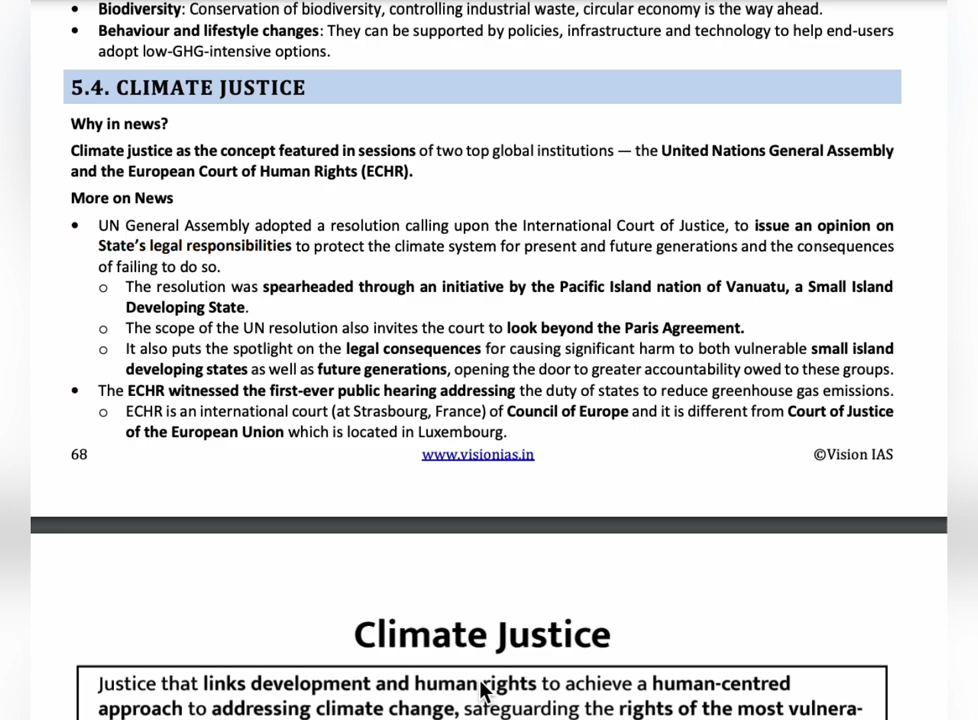 • Biodiversity: Conservation of biodiversity, controlling industrial waste, circular economy is the way ahead.
• Behaviour and lifestyle changes: They can be supported by policies, infrastructure and technology to help end-users
adopt low-GHG-intensive options.
5.4. CLIMATE JUSTICE
Why in news?
Climate justice as the concept featured in sessions of two top global institutions — the United Nations General Assembly
and the European Court of Human Rights (ECHR).
More on News
• UN General Assembly adopted a resolution calling upon the International Court of Justice, to issue an opinion on
State's legal responsibilities to protect the climate system for present and future generations and the consequences
of failing to do so.
o The resolution was spearheaded through an initiative by the Pacific Island nation of Vanuatu, a Small Island
Developing State.
o The scope of the UN resolution also invites the court to look beyond the Paris Agreement.
o It also puts the spotlight on the legal consequences for causing significant harm to both vulnerable small island
developing states as well as future generations, opening the door to greater accountability owed to these groups.
• The ECHR witnessed the first-ever public hearing addressing the duty of states to reduce greenhouse gas emissions.
o ECHR is an international court (at Strasbourg, France) of Council of Europe and it is different from Court of Justice
of the European Union which is located in Luxembourg.
68 www.visionias.in ©Vision IAS
Climate Justice
Justice that links development and human rights to achieve a human-centred
approach to addressing climate change, safeguarding the rights of the most vulnera-